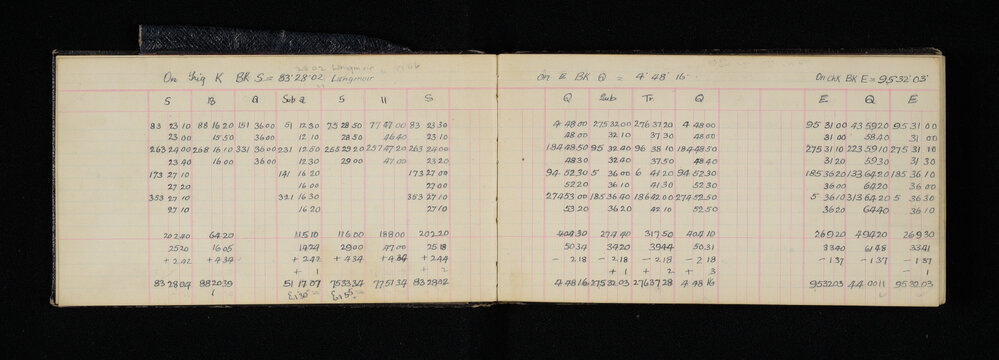 On Trig K BK S = 83°28'02" Langmuir
S B Q Sub Q S 11 S
83 23 10 88 16 20 151 36 00 51 12 30 75 28 50 77 47 00 83 23 30
23 00 15 50 36 00 12 10 28 50 46 40 23 10
263 24 00 268 16 10 331 36 00 231 12 50 255 29 20 257 47 20 263 24 00
23 40 16 00 36 00 12 30 29 00 47 00 23 20
173 27 10 141 16 20 173 27 00
27 20 16 00 27 00
353 27 10 321 16 30 353 27 10
27 10 16 20 27 10
202 40 64 20 115 10 116 00 188 00 202 20
25 20 16 05 14 24 29 00 47 00 25 18
+ 2 42 + 4 34 + 2 44 + 4 34 + 4 34 + 2 44
+ 1 + 2
83 28 04 88 20 39 51 17 07 75 33 34 77 51 34 83 28 02
On E BK Q = 4° 48' 16"
Q Sub Tr Q
4 48 00 275 32 00 276 37 20 4 48 00
48 00 32 10 37 30 48 00
184 48 50 95 32 40 96 38 10 184 48 50
48 30 32 40 37 50 48 40
94 52 30 5 36 00 6 41 20 94 52 30
52 20 36 10 41 30 52 30
274 53 00 185 36 40 186 42 00 274 52 50
53 20 36 20 42 10 52 50
404 30 274 40 317 50 404 10
50 34 34 20 39 44 50 31
- 2 18 - 2 18 - 2 18 - 2 18
+ 1 + 2 + 3
4 48 16 275 32 03 276 37 28 4 48 16
On chk BK E = 95°32'03"
E Q E
95 31 00 43 59 20 95 31 00
31 00 58 40 31 00
275 31 10 223 59 10 275 31 10
31 20 59 30 31 30
185 36 20 133 64 20 185 36 10
36 00 64 20 36 00
5 36 10 313 64 20 5 36 30
36 20 64 40 36 10
269 20 494 20 269 30
33 40 61 48 33 41
- 1 37 - 1 37 - 1 37
- 1
95 32 03 44 00 11 95 32 03